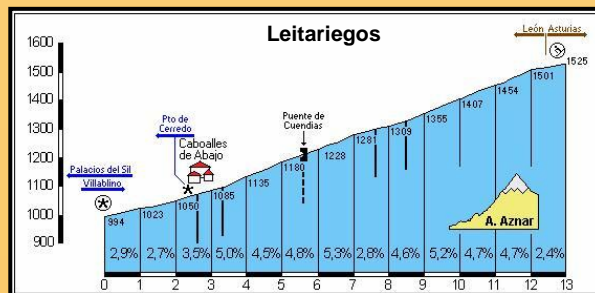 Leitariegos
León Asturias
1600
1500
1400
1300
1200
1100
1000
900
Palacios del Sil
Villablino
Pto de
Cerredo
Caboalles
de Abajo
Puente de
Cuendias
994
1023
1050
1085
1135
1180
1228
1281
1309
1355
1407
1454
1501
1525
A. Aznar
2,9% 2,7% 3,5% 5,0% 4,5% 4,8% 5,3% 2,8% 4,6% 5,2% 4,7% 4,7% 2,4%
0 1 2 3 4 5 6 7 8 9 10 11 12 13